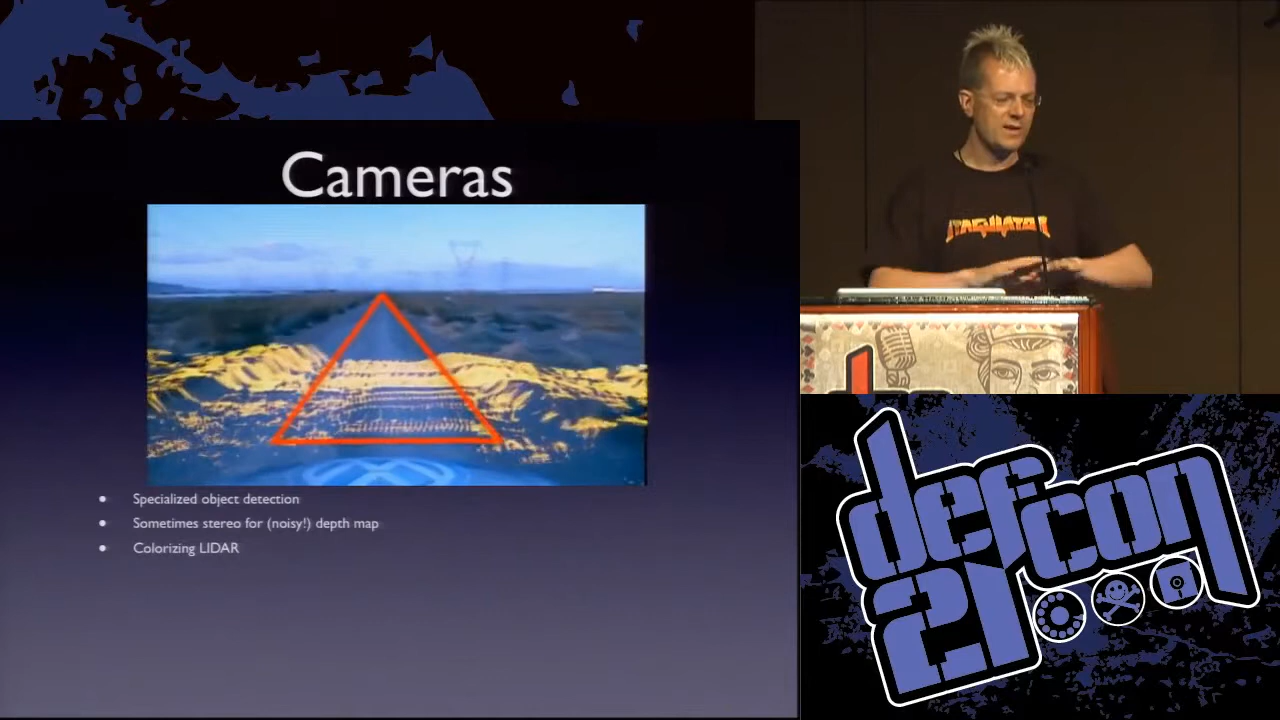 Cameras
Specialized object detection
Sometimes stereo for (noisy!) depth map
Colorizing LIDAR
defcon
21